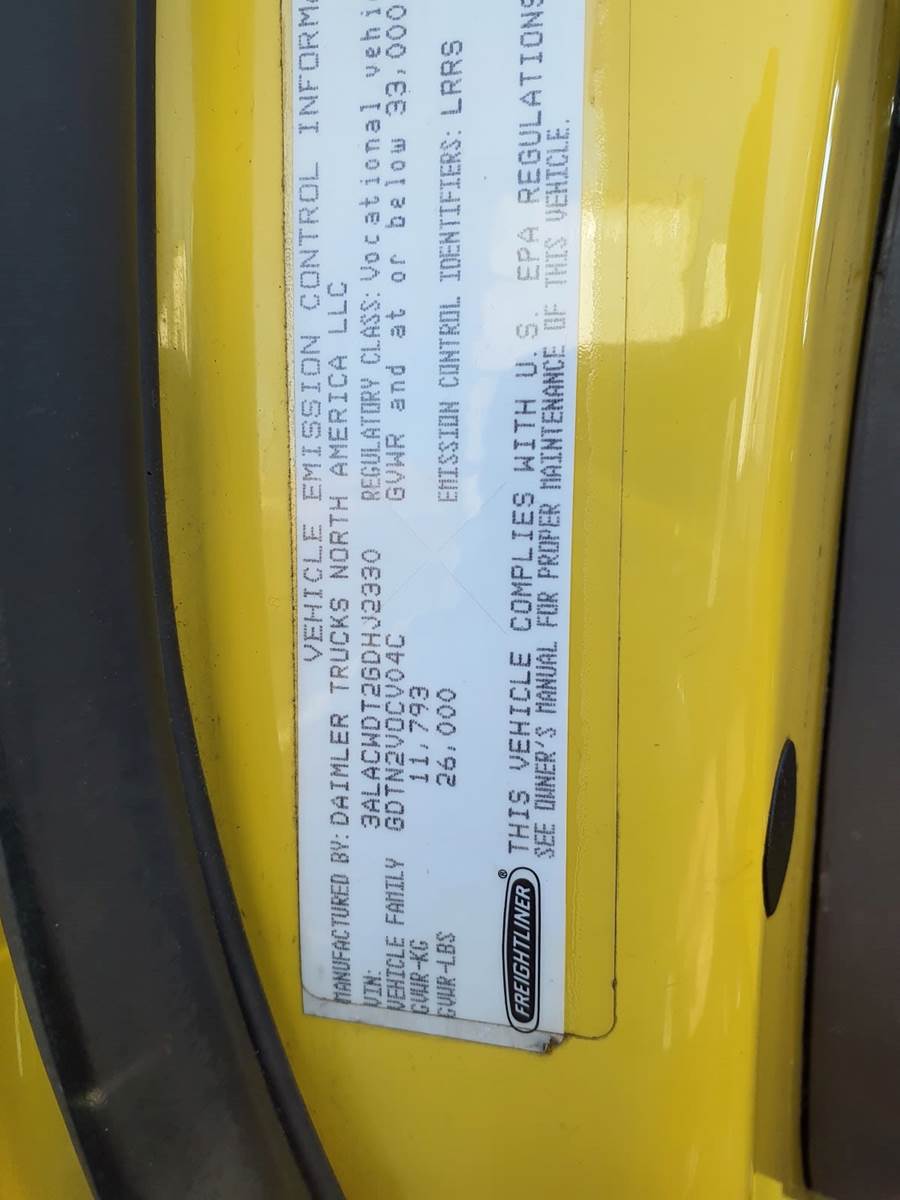 VEHICLE EMISSION CONTROL
MANUFACTURED BY: DAIMLER TRUCKS NORTH AMERICA LLC
VIN: 3ALACWDT2GDHJ2330 REGULATORY CLASS: Vocational
VEHICLE FAMILY GDTN2VOCV04C GVWR and at or below 33,000
GVWR-KG 11,793
GVWR-LBS 26,000 EMISSION CONTROL IDENTIFIERS: LRRS
FREIGHTLINER ® THIS VEHICLE COMPLIES WITH U.S. EPA REGULATIONS
SEE OWNER'S MANUAL FOR PROPER MAINTENANCE OF THIS VEHICLE.